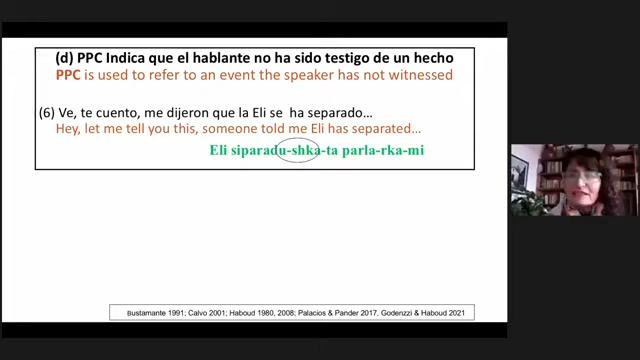 (d) PPC Indica que el hablante no ha sido testigo de un hecho
PPC is used to refer to an event the speaker has not witnessed
(6) Ve, te cuento, me dijeron que la Eli se ha separado…
Hey, let me tell you this, someone told me Eli has separated…
Eli siparadu-shka-ta parla-rka-mi
Bustamante 1991; Calvo 2001; Haboud 1980, 2008; Palacios & Pander 2017, Godenzzi & Haboud 2021